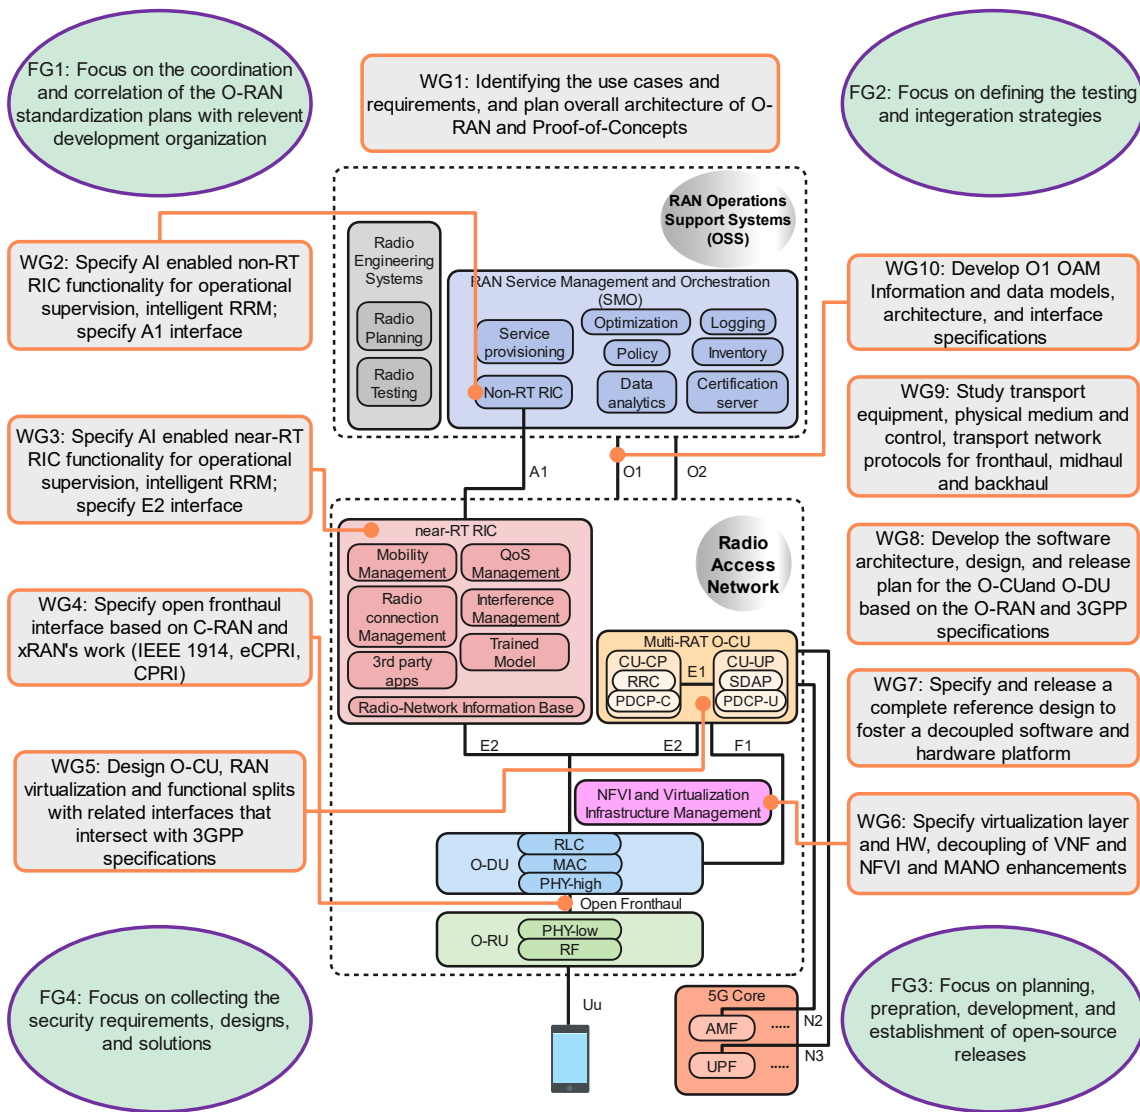 FG1: Focus on the coordination
and correlation of the O-RAN
standardization plans with relevent
development organization
WG1: Identifying the use cases and
requirements, and plan overall architecture of O-
RAN and Proof-of-Concepts
FG2: Focus on defining the testing
and integeration strategies
RAN Operations
Support Systems
(OSS)
Radio
Engineering
Systems
Radio
Planning
Radio
Testing
RAN Service Management and Orchestration
(SMO)
Service
provisioning
Optimization
Logging
Policy
Inventory
Non-RT RIC
Data
analytics
Certification
server
WG2: Specify AI enabled non-RT
RIC functionality for operational
supervision, intelligent RRM;
specify A1 interface
WG10: Develop O1 OAM
Information and data models,
architecture, and interface
specifications
WG3: Specify AI enabled near-RT
RIC functionality for operational
supervision, intelligent RRM;
specify E2 interface
WG9: Study transport
equipment, physical medium and
control, transport network
protocols for fronthaul, midhaul
and backhaul
A1
O1
O2
near-RT RIC
Mobility
Management
QoS
Management
Radio
connection
Management
Interference
Management
Trained
Model
3rd party
apps
Radio-Network Information Base
Radio
Access
Network
WG8: Develop the software
architecture, design, and release
plan for the O-CUand O-DU
based on the O-RAN and 3GPP
specifications
WG4: Specify open fronthaul
interface based on C-RAN and
xRAN's work (IEEE 1914, eCPRI,
CPRI)
Multi-RAT O-CU
CU-CP
RRC
PDCP-C
E1
CU-UP
SDAP
PDCP-U
WG7: Specify and release a
complete reference design to
foster a decoupled software and
hardware platform
E2
E2
F1
WG5: Design O-CU, RAN
virtualization and functional splits
with related interfaces that
intersect with 3GPP
specifications
NFVI and Virtualization
Infrastructure Management
WG6: Specify virtualization layer
and HW, decoupling of VNF and
NFVI and MANO enhancements
O-DU
RLC
MAC
PHY-high
Open Fronthaul
O-RU
PHY-low
RF
Uu
5G Core
AMF
.....
N2
UPF
.....
N3
FG4: Focus on collecting the
security requirements, designs,
and solutions
FG3: Focus on planning,
prepration, development, and
establishment of open-source
releases